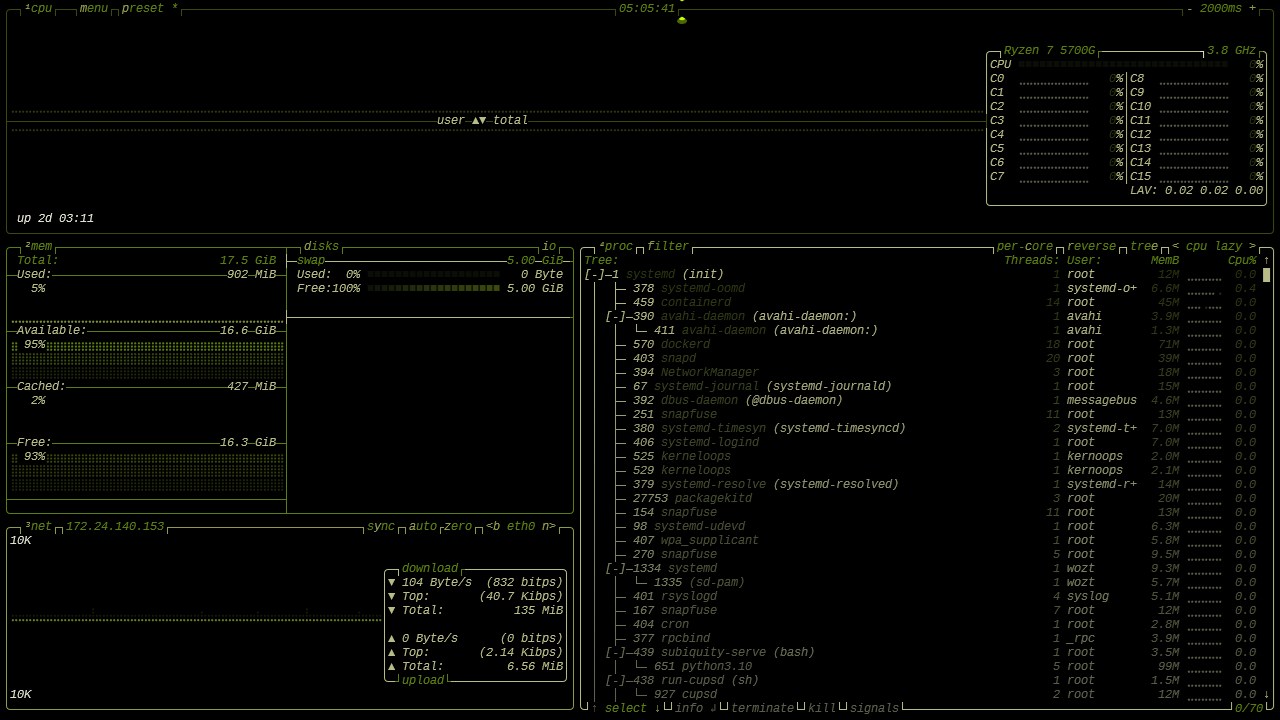 ¹cpu menu preset * 05:05:41 - 2000ms +
Ryzen 7 5700G 3.8 GHz
CPU 0%
C0 0% C8 0%
C1 0% C9 0%
C2 0% C10 0%
C3 0% C11 0%
C4 0% C12 0%
C5 0% C13 0%
C6 0% C14 0%
C7 0% C15 0%
LAV: 0.02 0.02 0.00
user ▲▼ total
up 2d 03:11
²mem
Total: 17.5 GiB
Used: 902 MiB
5%
Available: 16.6 GiB
95%
Cached: 427 MiB
2%
Free: 16.3 GiB
93%
disks io
swap 5.00 GiB
Used: 0% 0 Byte
Free:100% 5.00 GiB
³net 172.24.140.153 sync auto zero <b eth0 n>
10K
download
▼ 104 Byte/s (832 bitps)
▼ Top: (40.7 Kibps)
▼ Total: 135 MiB
▲ 0 Byte/s (0 bitps)
▲ Top: (2.14 Kibps)
▲ Total: 6.56 MiB
upload
10K
⁴proc filter per-core reverse tree < cpu lazy >
Tree: Threads: User: MemB Cpu% ↑
[-]─1 systemd (init) 1 root 12M 0.0
378 systemd-oomd 1 systemd-o+ 6.6M 0.4
459 containerd 14 root 45M 0.0
[-]─390 avahi-daemon (avahi-daemon:) 1 avahi 3.9M 0.0
411 avahi-daemon (avahi-daemon:) 1 avahi 1.3M 0.0
570 dockerd 18 root 71M 0.0
403 snapd 20 root 39M 0.0
394 NetworkManager 3 root 18M 0.0
67 systemd-journal (systemd-journald) 1 root 15M 0.0
392 dbus-daemon (@dbus-daemon) 1 messagebus 4.6M 0.0
251 snapfuse 11 root 13M 0.0
380 systemd-timesyn (systemd-timesyncd) 2 systemd-t+ 7.0M 0.0
406 systemd-logind 1 root 7.0M 0.0
525 kerneloops 1 kernoops 2.0M 0.0
529 kerneloops 1 kernoops 2.1M 0.0
379 systemd-resolve (systemd-resolved) 1 systemd-r+ 14M 0.0
27753 packagekitd 3 root 20M 0.0
154 snapfuse 11 root 13M 0.0
98 systemd-udevd 1 root 6.3M 0.0
407 wpa_supplicant 1 root 5.8M 0.0
270 snapfuse 5 root 9.5M 0.0
[-]─1334 systemd 1 wozt 9.3M 0.0
1335 (sd-pam) 1 wozt 5.7M 0.0
401 rsyslogd 4 syslog 5.1M 0.0
167 snapfuse 7 root 12M 0.0
404 cron 1 root 2.8M 0.0
377 rpcbind 1 _rpc 3.9M 0.0
[-]─439 subiquity-serve (bash) 1 root 3.5M 0.0
651 python3.10 5 root 99M 0.0
[-]─438 run-cupsd (sh) 1 root 1.5M 0.0
927 cupsd 2 root 12M 0.0 ↓
↑ select ↓ info ↲ terminate kill signals 0/70